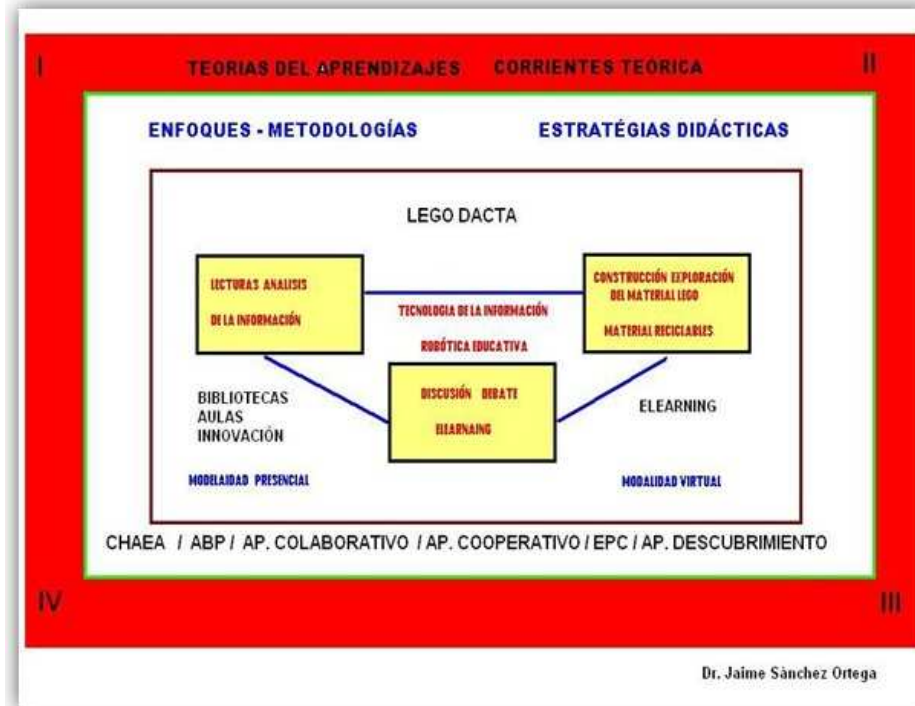 I
TEORIAS DEL APRENDIZAJES CORRIENTES TEÓRICA
II
ENFOQUES - METODOLOGÍAS
ESTRATÉGIAS DIDÁCTICAS
LEGO DACTA
LECTURAS ANALISIS
DE LA INFORMACIÓN
CONSTRUCCIÓN EXPLORACIÓN
DEL MATERIAL LEGO
MATERIAL RECICLABLES
TECNOLOGIA DE LA INFORMACIÓN
ROBÓTICA EDUCATIVA
DISCUSIÓN DEBATE
ELEARNAING
BIBLIOTECAS
AULAS
INNOVACIÓN
ELEARNING
MODELAIDAD PRESENCIAL
MODALIDAD VIRTUAL
CHAEA / ABP / AP. COLABORATIVO / AP. COOPERATIVO / EPC / AP. DESCUBRIMIENTO
IV
III
Dr. Jaime Sànchez Ortega